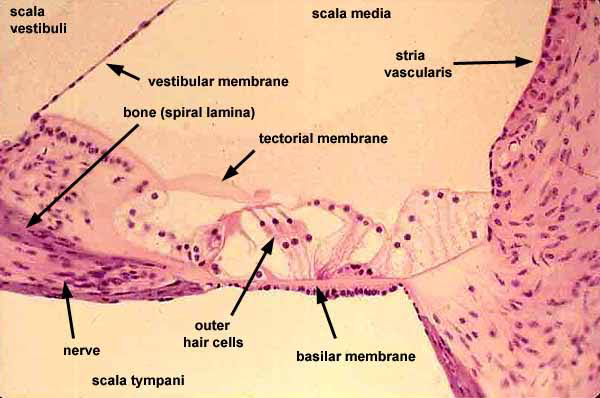 scala
vestibuli
scala media
stria
vascularis
vestibular membrane
bone (spiral lamina)
tectorial membrane
outer
hair cells
nerve
basilar membrane
scala tympani